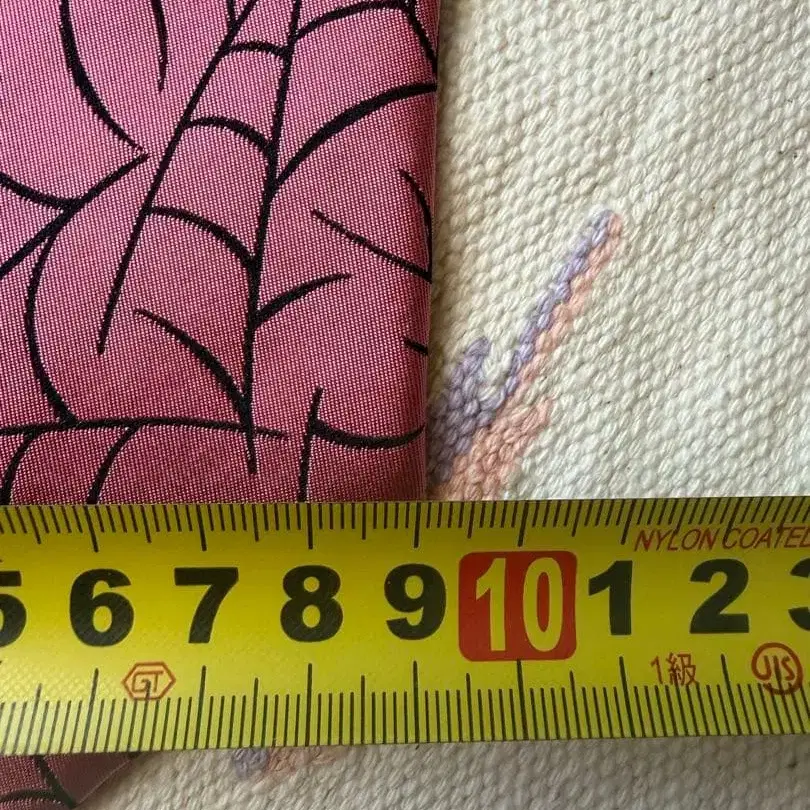 NYLON COATED
5 6 7 8 9 10 1 2 3
GT 1級 JIS